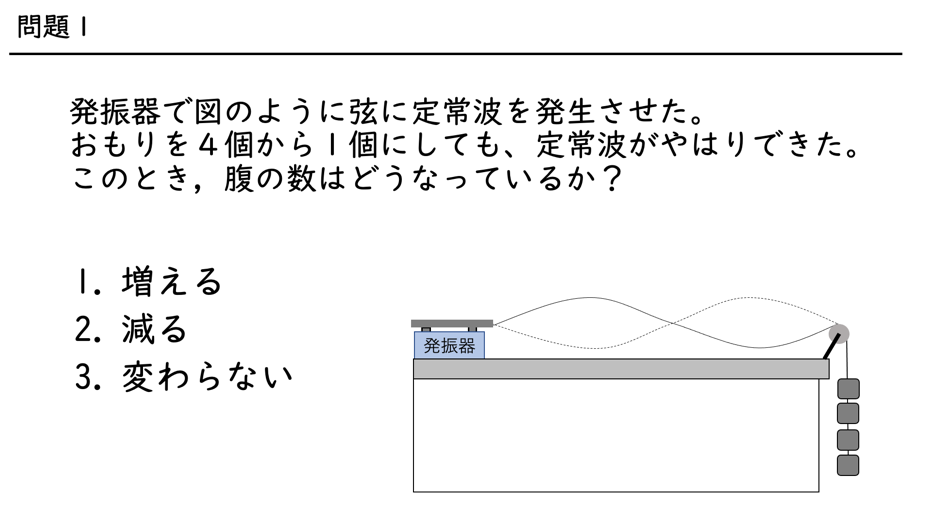 問題１
発振器で図のように弦に定常波を発生させた。
おもりを４個から１個にしても、定常波がやはりできた。
このとき，腹の数はどうなっているか？
1. 増える
2. 減る
3. 変わらない
発振器